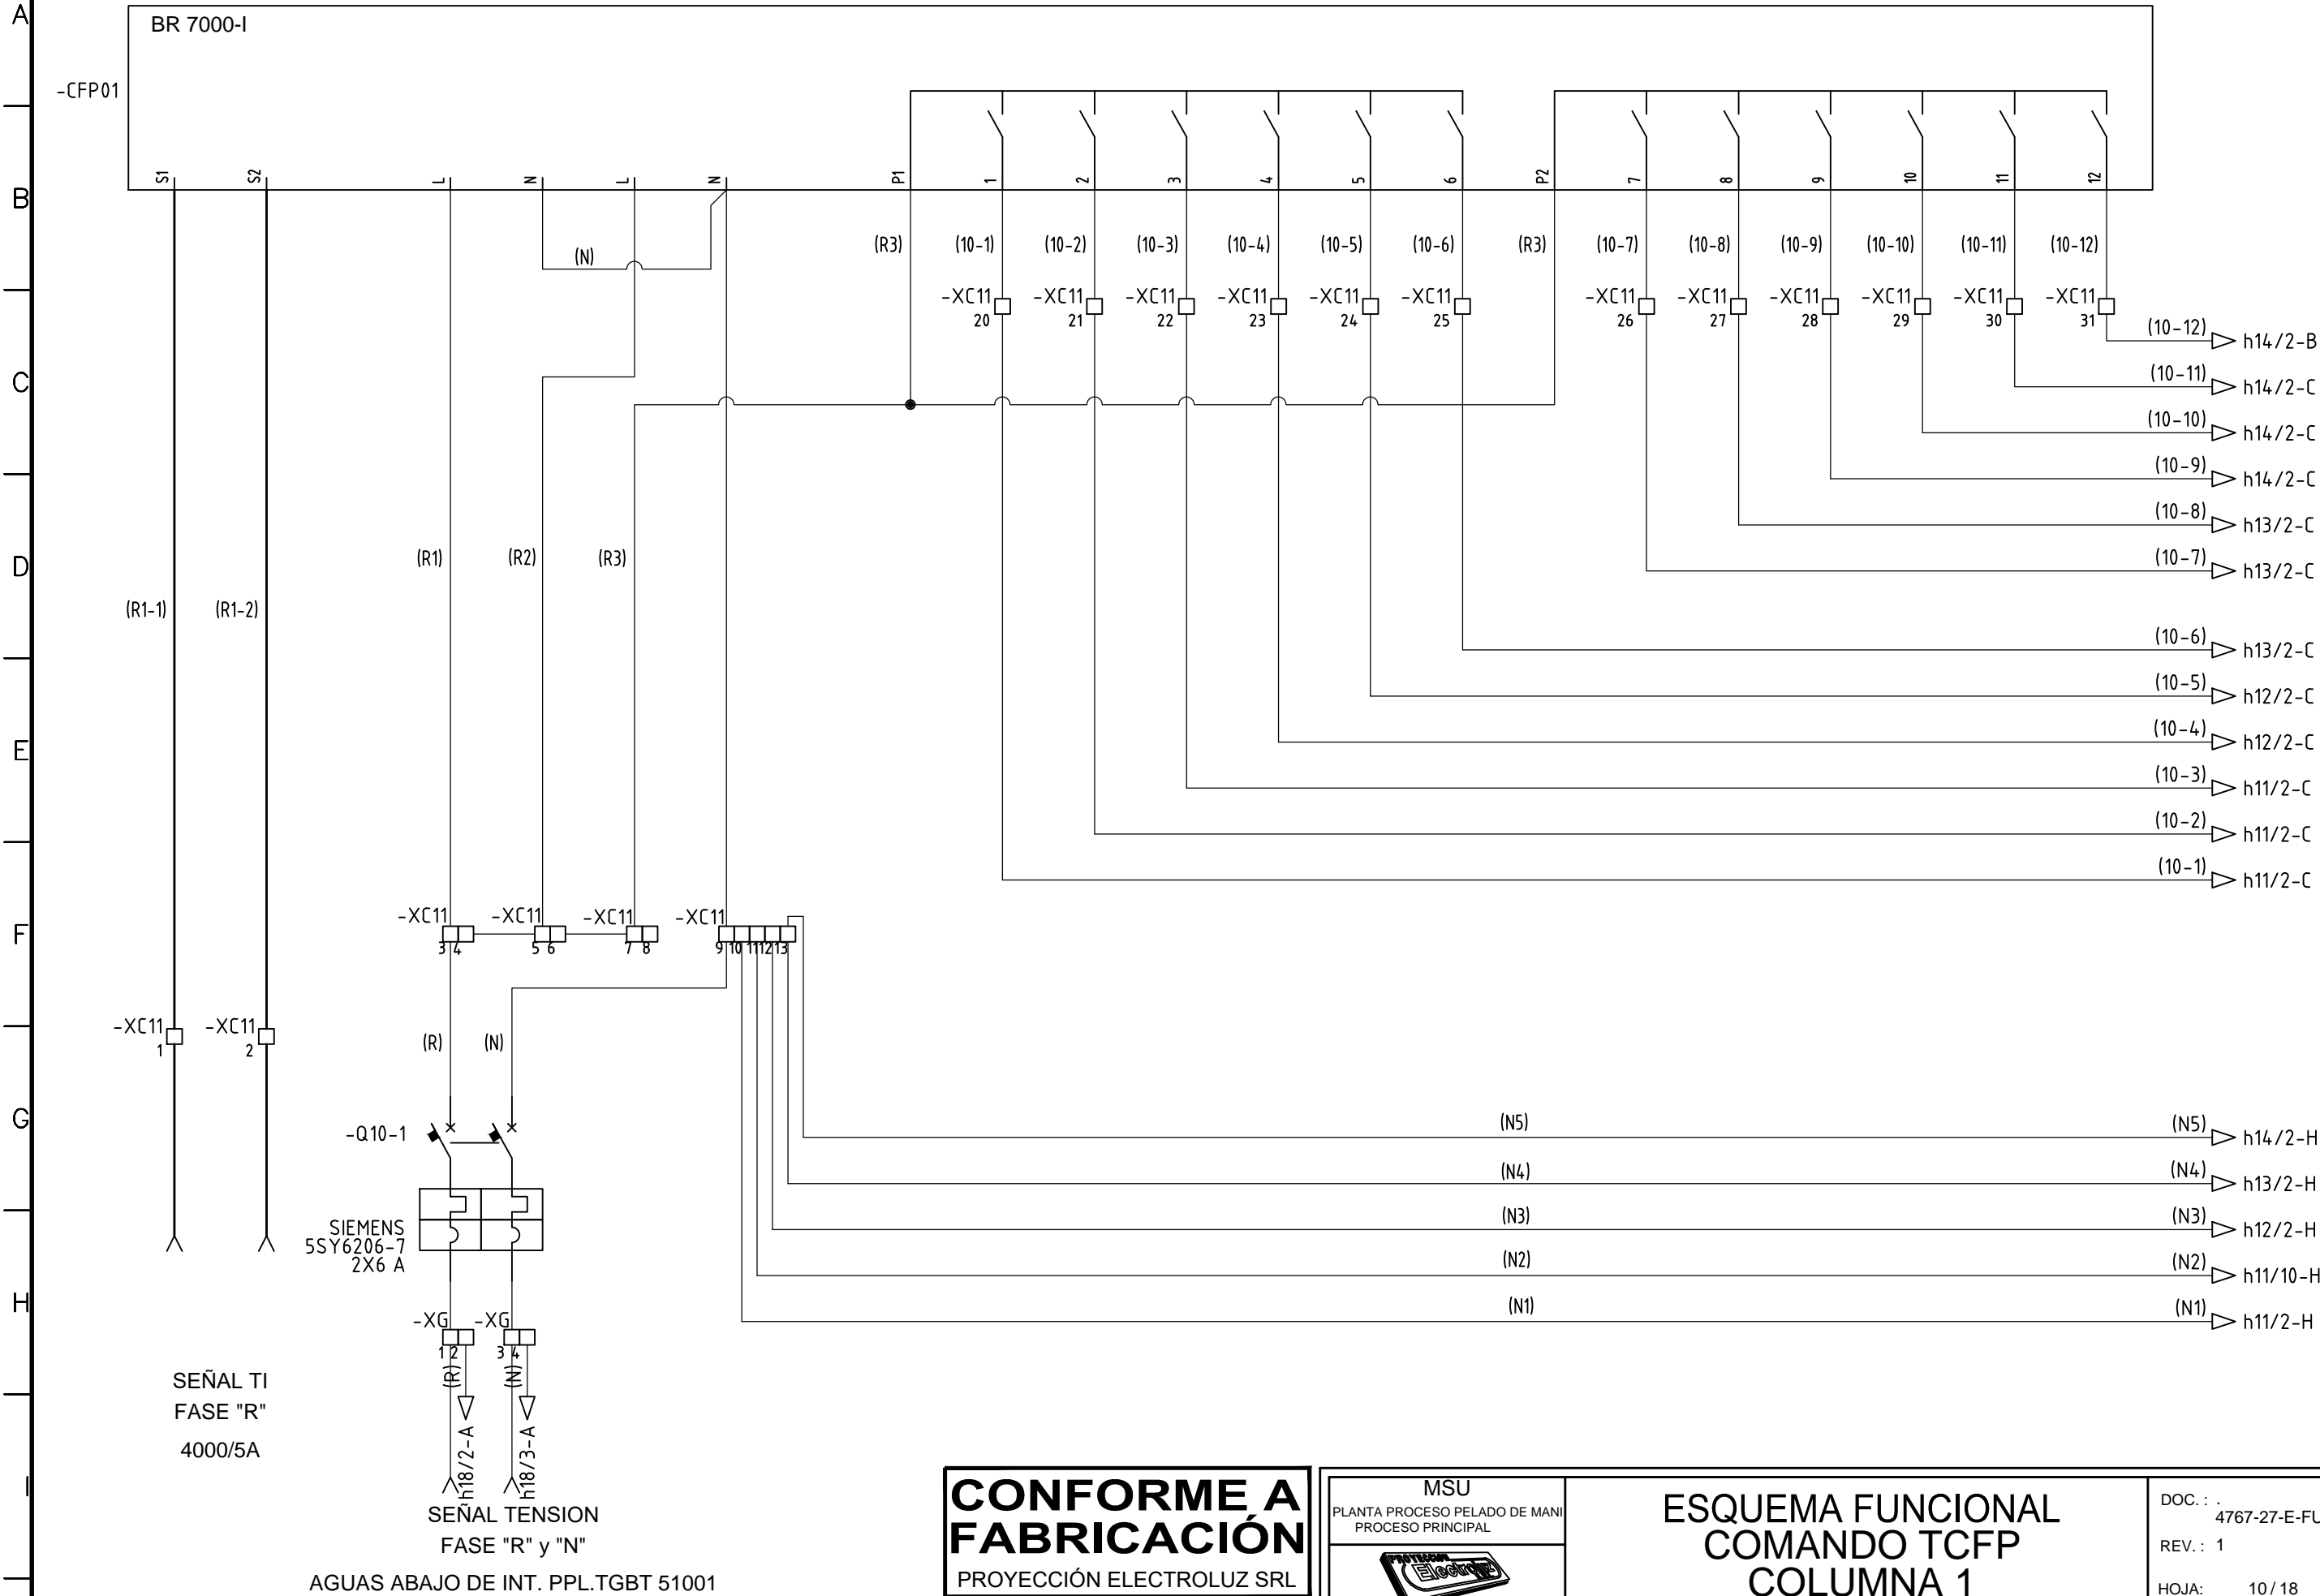 A
BR 7000-I
-CFP01
S1 S2 L N L N P1 1 2 3 4 5 6 P2 7 8 9 10 11 12
B
(N) (R3) (10-1) (10-2) (10-3) (10-4) (10-5) (10-6) (R3) (10-7) (10-8) (10-9) (10-10) (10-11) (10-12)
-XC11 -XC11 -XC11 -XC11 -XC11 -XC11 -XC11 -XC11 -XC11 -XC11 -XC11 -XC11
20 21 22 23 24 25 26 27 28 29 30 31
(10-12) h14/2-B
C
(10-11) h14/2-C
(10-10) h14/2-C
(10-9) h14/2-C
(10-8) h13/2-C
D
(R1) (R2) (R3)
(10-7) h13/2-C
(R1-1) (R1-2)
(10-6) h13/2-C
(10-5) h12/2-C
E
(10-4) h12/2-C
(10-3) h11/2-C
(10-2) h11/2-C
(10-1) h11/2-C
F
-XC11 -XC11 -XC11 -XC11
3 4 5 6 7 8 9 10 11 12 13
-XC11 -XC11
1 2
(R) (N)
G
-Q10-1
(N5) (N5) h14/2-H
(N4) (N4) h13/2-H
(N3) (N3) h12/2-H
SIEMENS
5SY6206-7
2X6 A
(N2) (N2) h11/10-H
H
(N1) (N1) h11/2-H
-XG -XG
1 2 3 4
(R) (N)
h18/2-A h18/3-A
SEÑAL TI
FASE "R"
4000/5A
I
SEÑAL TENSION
FASE "R" y "N"
AGUAS ABAJO DE INT. PPL.TGBT 51001
CONFORME A
FABRICACIÓN
PROYECCIÓN ELECTROLUZ SRL
MSU
PLANTA PROCESO PELADO DE MANI
PROCESO PRINCIPAL
PROYECCION
Electroluz
ESQUEMA FUNCIONAL
COMANDO TCFP
COLUMNA 1
DOC. : .
4767-27-E-FU
REV. : 1
HOJA: 10 / 18